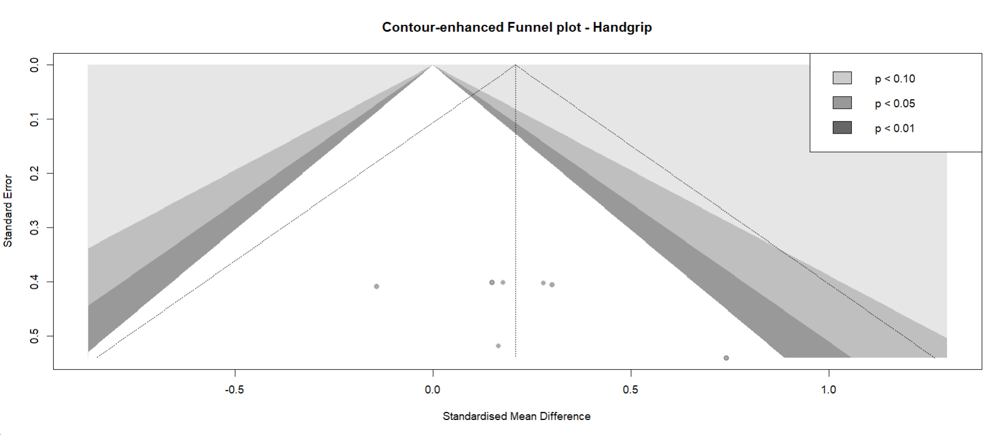 Contour-enhanced Funnel plot - Handgrip
p < 0.10
p < 0.05
p < 0.01
Standard Error
0.0
0.1
0.2
0.3
0.4
0.5
-0.5
0.0
0.5
1.0
Standardised Mean Difference